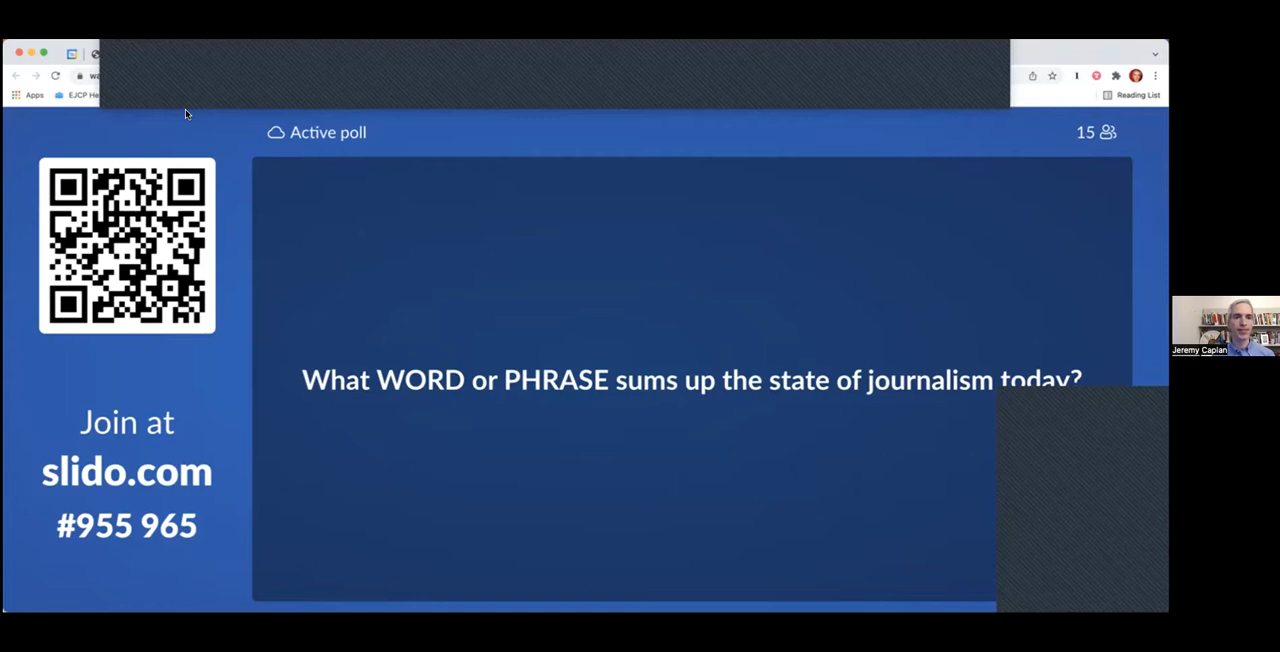 Apps
EJCP He
Reading List
Active poll
15
What WORD or PHRASE sums up the state of journalism today?
Join at
slido.com
#955 965
Jeremy Caplan